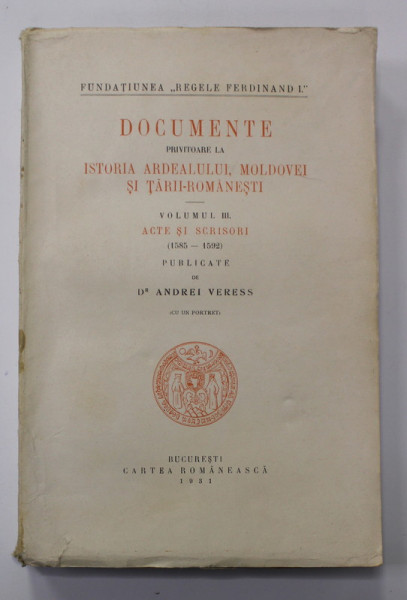 FUNDAȚIUNEA „REGELE FERDINAND I."
DOCUMENTE
PRIVITOARE LA
ISTORIA ARDEALULUI, MOLDOVEI
ȘI ȚĂRII-ROMÂNEȘTI
VOLUMUL III.
ACTE ȘI SCRISORI
(1585 — 1592)
PUBLICATE
DE
DR ANDREI VERESS
(CU UN PORTRET)
BUCUREȘTI
CARTEA ROMÂNEASCĂ
1931